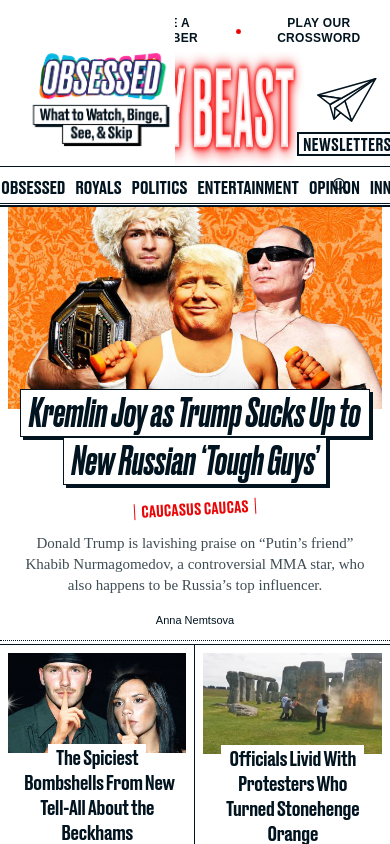 E A
BER
PLAY OUR
CROSSWORD
OBSESSED
What to Watch, Binge,
See, & Skip
Y BEAST
NEWSLETTERS
OBSESSED ROYALS POLITICS ENTERTAINMENT OPINION INN
Kremlin Joy as Trump Sucks Up to
New Russian ‘Tough Guys’
CAUCASUS CAUCAS
Donald Trump is lavishing praise on “Putin’s friend”
Khabib Nurmagomedov, a controversial MMA star, who
also happens to be Russia’s top influencer.
Anna Nemtsova
The Spiciest
Bombshells From New
Tell-All About the
Beckhams
Officials Livid With
Protesters Who
Turned Stonehenge
Orange